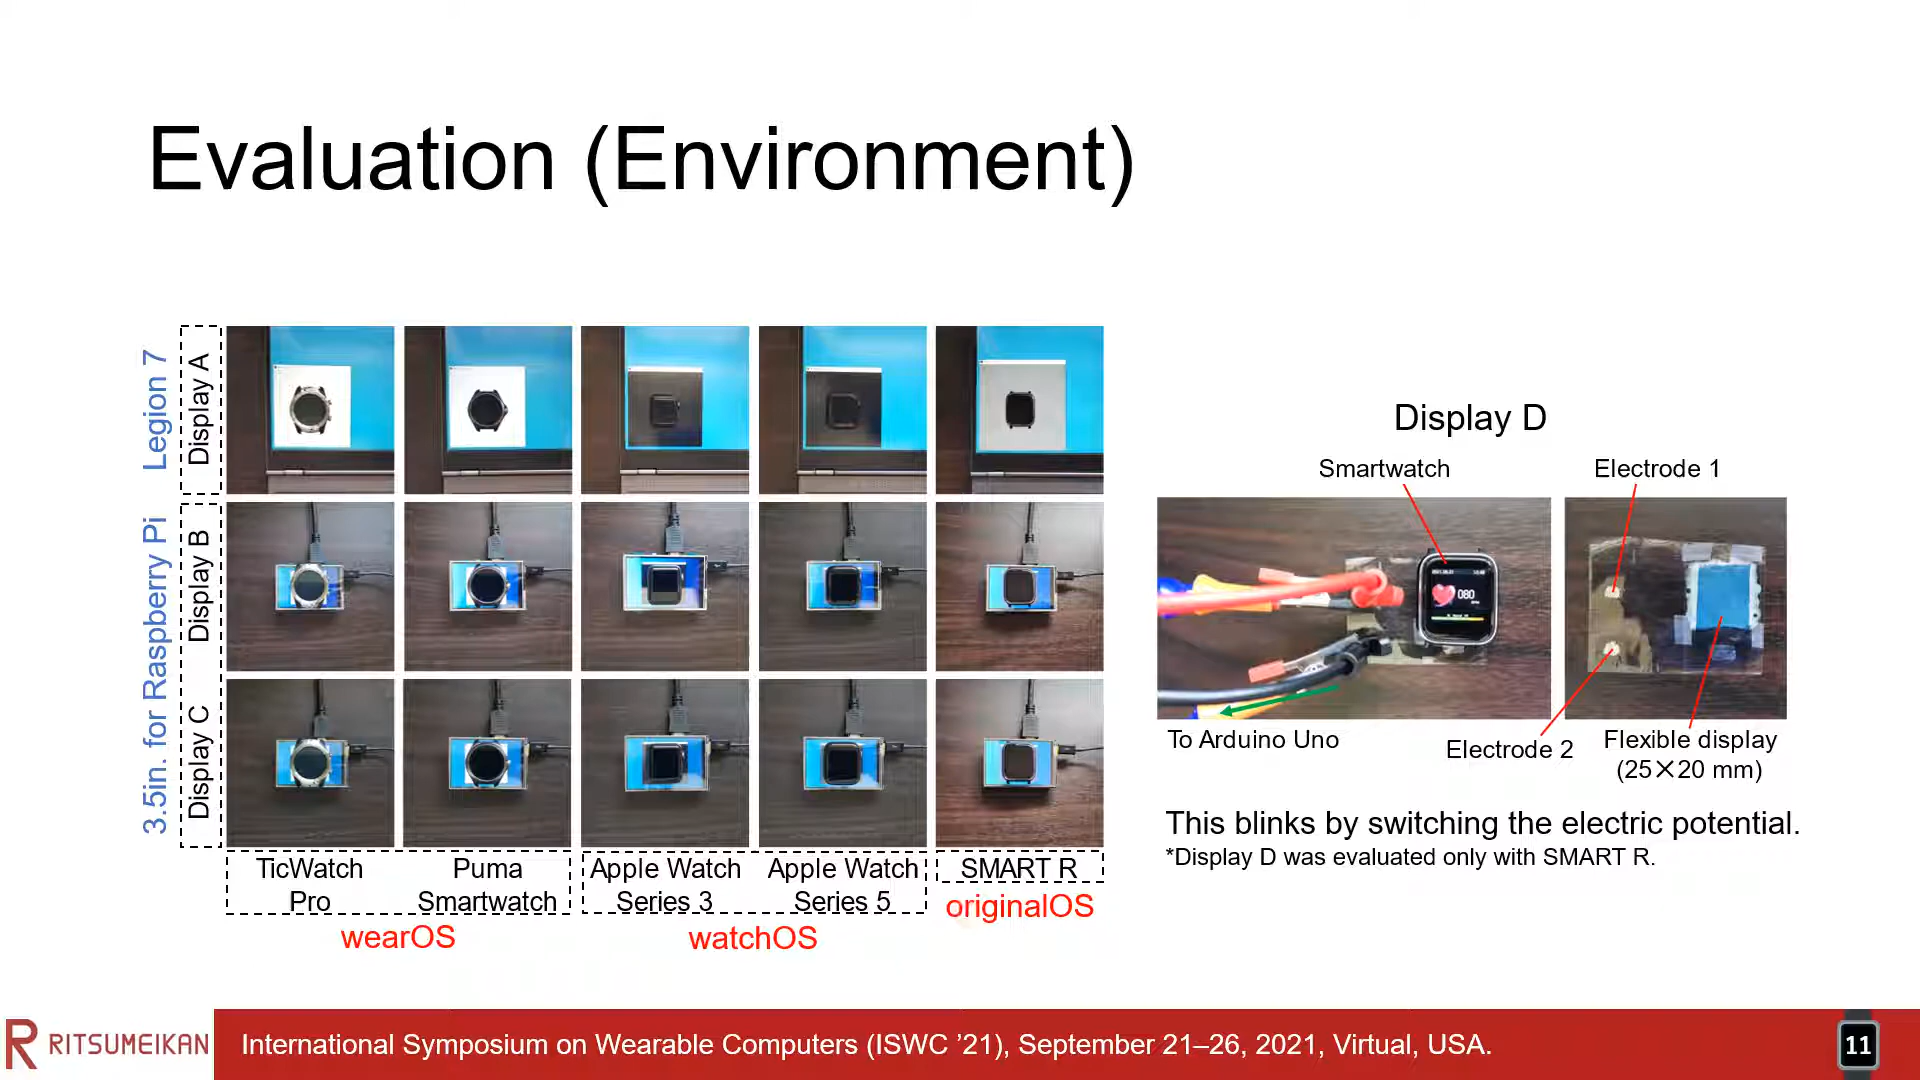 Evaluation (Environment)
Legion 7
3.5in. for Raspberry Pi
Display A
Display B
Display C
TicWatch
Pro
Puma
Smartwatch
Apple Watch
Series 3
Apple Watch
Series 5
SMART R
wearOS
watchOS
originalOS
Display D
Smartwatch
Electrode 1
080
To Arduino Uno
Electrode 2
Flexible display
(25×20 mm)
This blinks by switching the electric potential.
*Display D was evaluated only with SMART R.
RITSUMEIKAN
International Symposium on Wearable Computers (ISWC ’21), September 21–26, 2021, Virtual, USA.
11